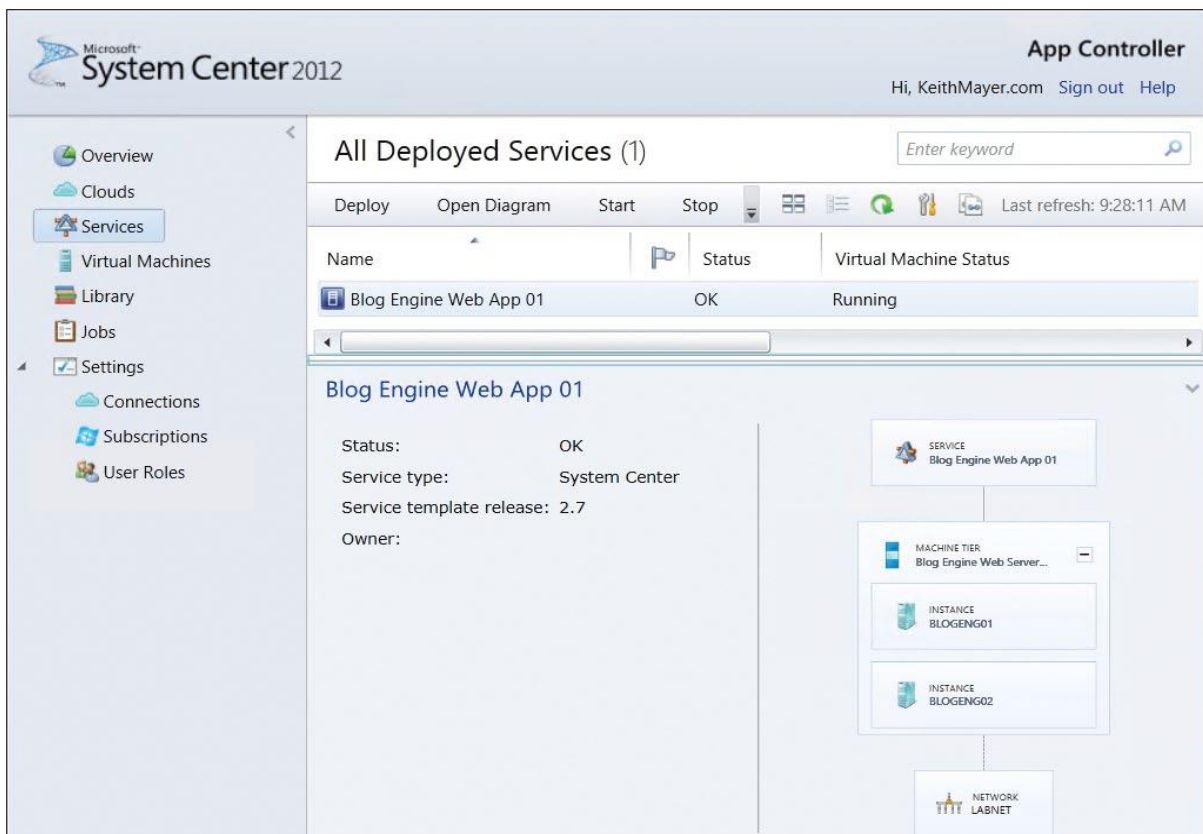 Microsoft
System Center 2012
TM
App Controller
Hi, KeithMayer.com Sign out Help
Overview
Clouds
Services
Virtual Machines
Library
Jobs
Settings
Connections
Subscriptions
User Roles
All Deployed Services (1)
Enter keyword
Deploy Open Diagram Start Stop Last refresh: 9:28:11 AM
Name Status Virtual Machine Status
Blog Engine Web App 01 OK Running
Blog Engine Web App 01
Status: OK
Service type: System Center
Service template release: 2.7
Owner:
SERVICE
Blog Engine Web App 01
MACHINE TIER
Blog Engine Web Server...
INSTANCE
BLOGENG01
INSTANCE
BLOGENG02
NETWORK
LABNET